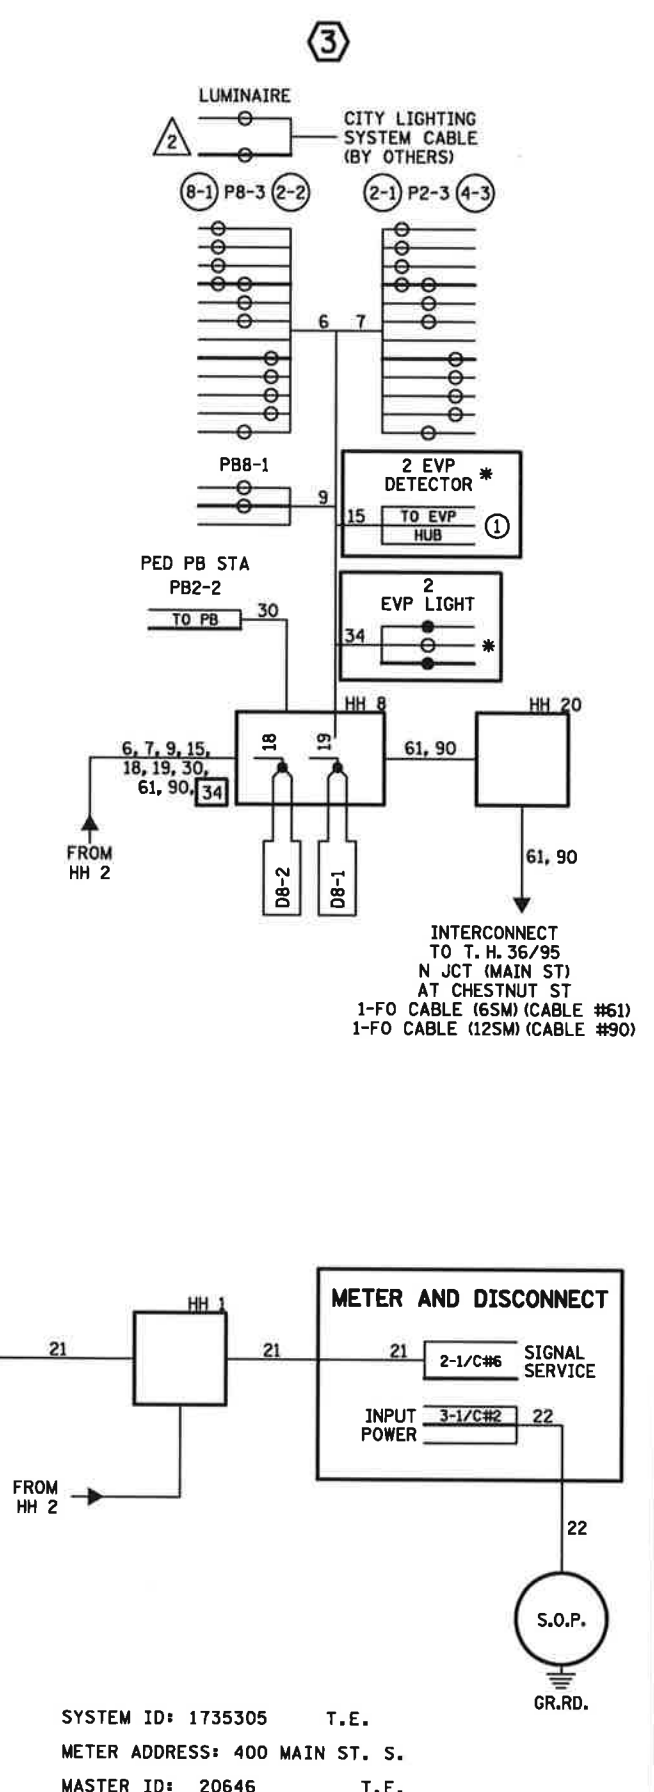 3
LUMINAIRE
2
CITY LIGHTING
SYSTEM CABLE
(BY OTHERS)
8-1 P8-3 2-2
2-1 P2-3 4-3
6 7
PB8-1
9
2 EVP
DETECTOR *
15
TO EVP
HUB
1
PED PB STA
PB2-2
TO PB
30
2
EVP LIGHT
34
*
HH 8
18
19
HH 20
6, 7, 9, 15,
18, 19, 30,
61, 90, 34
61, 90
FROM
HH 2
D8-2
D8-1
61, 90
INTERCONNECT
TO T.H. 36/95
N JCT (MAIN ST)
AT CHESTNUT ST
1-FO CABLE (6SM) (CABLE #61)
1-FO CABLE (12SM) (CABLE #90)
METER AND DISCONNECT
HH 1
21
21
21
2-1/C#6
SIGNAL
SERVICE
INPUT
POWER
3-1/C#2
22
FROM
HH 2
22
S.O.P.
GR.RD.
SYSTEM ID: 1735305 T.E.
METER ADDRESS: 400 MAIN ST. S.
MASTER ID: 20646 T.E.